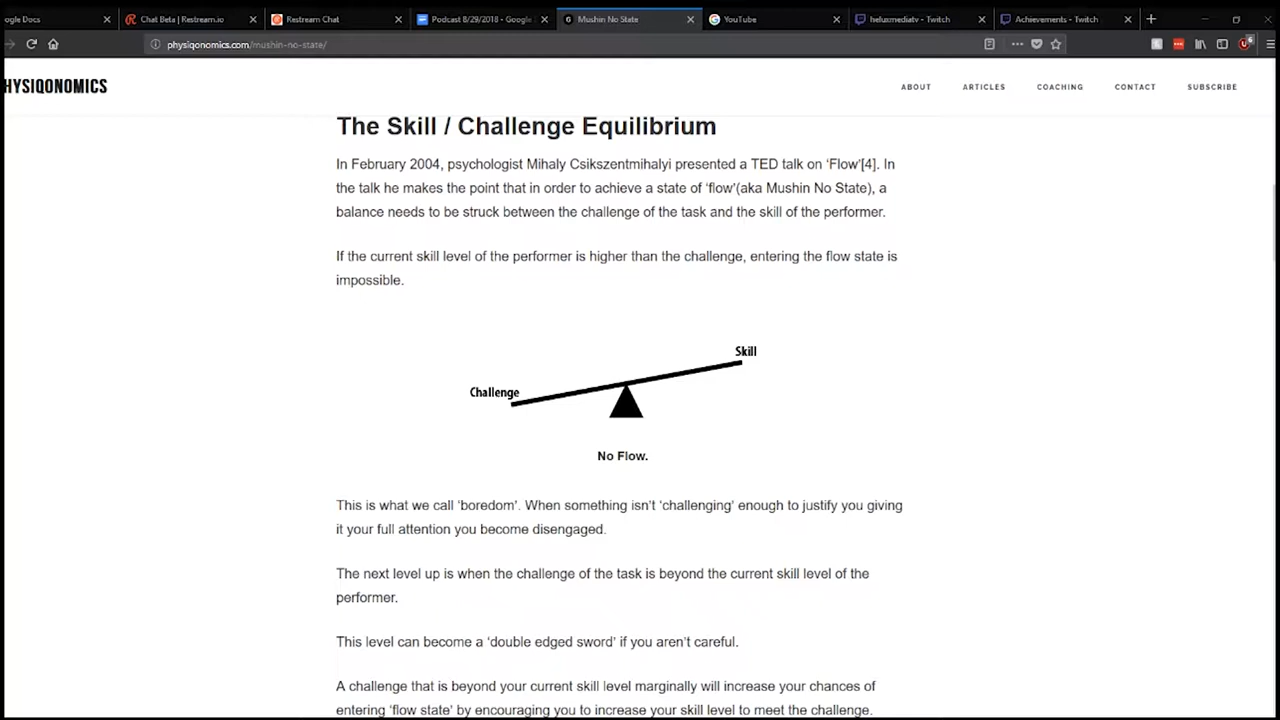 ogle Docs
Chat Beta | Restream.io
Restream Chat
Podcast 8/29/2018 - Google
Mushin No State
YouTube
heluxmediatv - Twitch
Achievements - Twitch
physiqonomics.com/mushin-no-state/
6
HYSIQONOMICS
ABOUT
ARTICLES
COACHING
CONTACT
SUBSCRIBE
The Skill / Challenge Equilibrium
In February 2004, psychologist Mihaly Csikszentmihalyi presented a TED talk on ‘Flow’[4]. In
the talk he makes the point that in order to achieve a state of ‘flow’(aka Mushin No State), a
balance needs to be struck between the challenge of the task and the skill of the performer.
If the current skill level of the performer is higher than the challenge, entering the flow state is
impossible.
Skill
Challenge
No Flow.
This is what we call ‘boredom’. When something isn’t ‘challenging’ enough to justify you giving
it your full attention you become disengaged.
The next level up is when the challenge of the task is beyond the current skill level of the
performer.
This level can become a ‘double edged sword’ if you aren’t careful.
A challenge that is beyond your current skill level marginally will increase your chances of
entering ‘flow state’ by encouraging you to increase your skill level to meet the challenge.